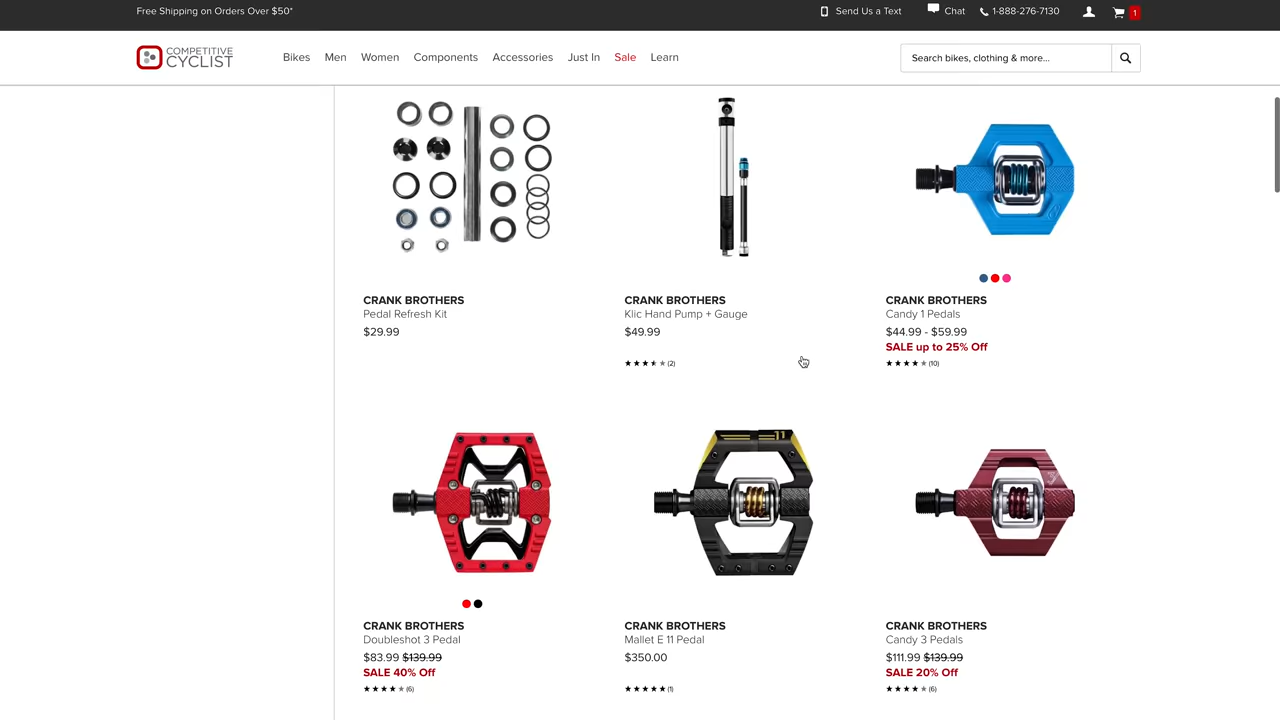 Free Shipping on Orders Over $50*
Send Us a Text
Chat
1-888-276-7130
1
COMPETITIVE
CYCLIST
Bikes
Men
Women
Components
Accessories
Just In
Sale
Learn
Search bikes, clothing & more...
CRANK BROTHERS
Pedal Refresh Kit
$29.99
CRANK BROTHERS
Klic Hand Pump + Gauge
$49.99
(2)
CRANK BROTHERS
Candy 1 Pedals
$44.99 - $59.99
SALE up to 25% Off
(10)
11
CRANK BROTHERS
Doubleshot 3 Pedal
$83.99 $139.99
SALE 40% Off
(6)
CRANK BROTHERS
Mallet E 11 Pedal
$350.00
(1)
CRANK BROTHERS
Candy 3 Pedals
$111.99 $139.99
SALE 20% Off
(6)